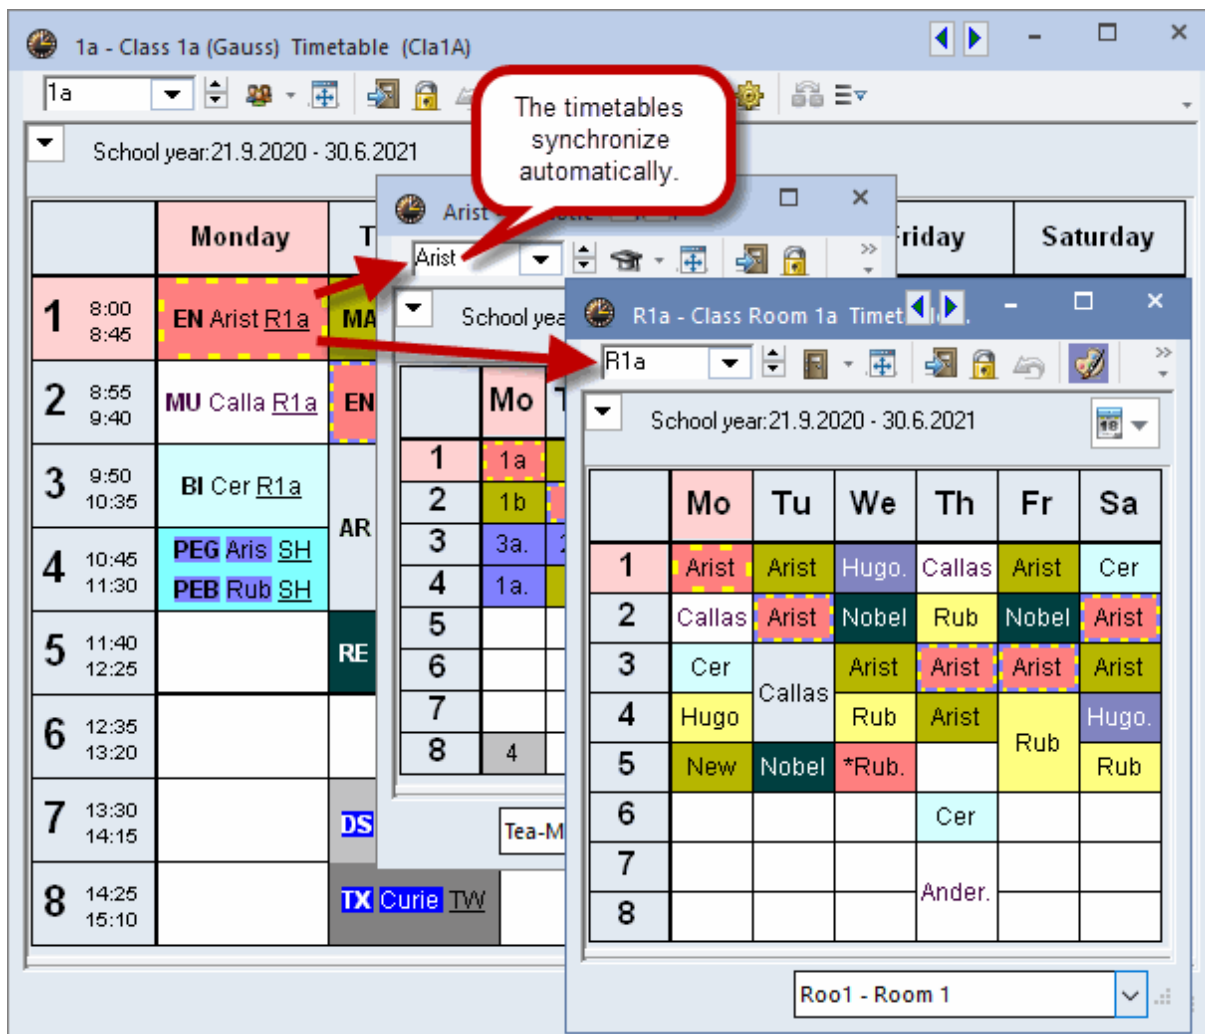 1a - Class 1a (Gauss) Timetable (Cla1A)
1a
The timetables
synchronize
automatically.
School year:21.9.2020 - 30.6.2021
Monday
Saturday
1 8:00 8:45 EN Arist R1a MA
2 8:55 9:40 MU Calla R1a EN
3 9:50 10:35 BI Cer R1a AR
4 10:45 11:30 PEG Aris SH
PEB Rub SH
5 11:40 12:25 RE
6 12:35 13:20
7 13:30 14:15 DS
8 14:25 15:10 TX Curie TW
Arist
Arist
School yea
Mo
1 1a
2 1b
3 3a.
4 1a.
5
6
7
8 4
Tea-M
R1a - Class Room 1a Timet
R1a
School year:21.9.2020 - 30.6.2021
18
Mo Tu We Th Fr Sa
1 Arist Arist Hugo. Callas Arist Cer
2 Callas Arist Nobel Rub Nobel Arist
3 Cer Callas Arist Arist Arist Arist
4 Hugo Rub Arist Rub Hugo.
5 New Nobel *Rub. Rub
6 Cer
7 Ander.
8
Roo1 - Room 1